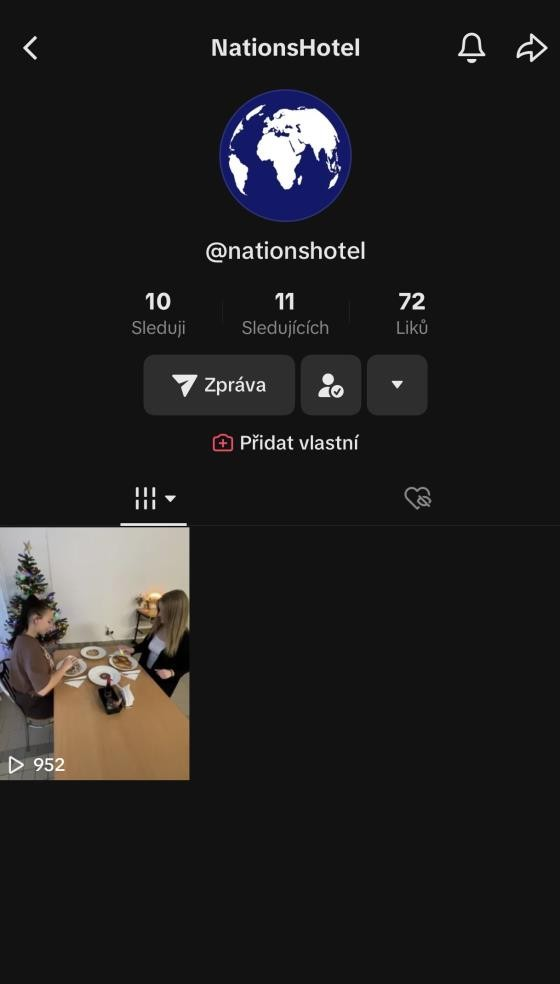 NationsHotel
@nationshotel
10 11 72
Sleduji Sledujících Liků
Zpráva
Přidat vlastní
952